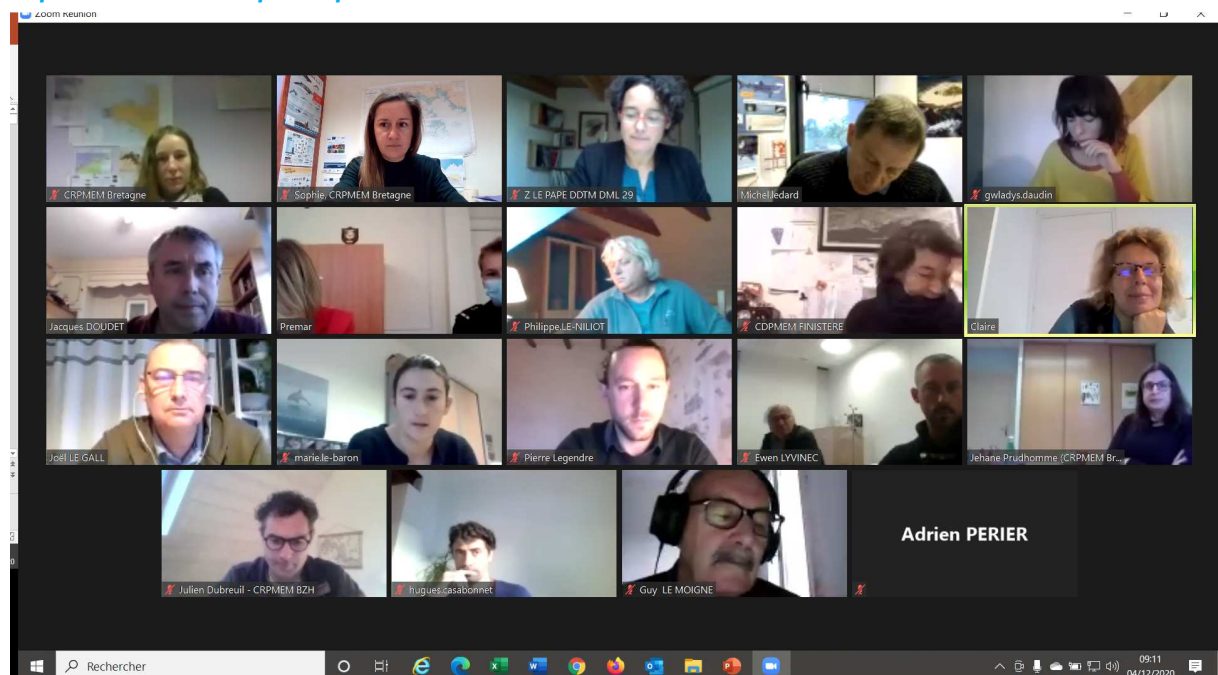 Zoom Réunion
CRPMEM Bretagne
Sophie, CRPMEM Bretagne
Z LE PAPE DDTM DML 29
Michel.ledard
gwladys.daudin
Jacques DOUDET
Premar
Philippe.LE-NILIOT
CDPMEM FINISTERE
Claire
Joël LE GALL
marie.le-baron
Pierre Legendre
Ewen LYVINEC
Jehane Prudhomme (CRPMEM Br...
Julien Dubreuil - CRPMEM BZH
hugues.casabonnet
Guy LE MOIGNE
Adrien PERIER
Rechercher
09:11
04/12/2020